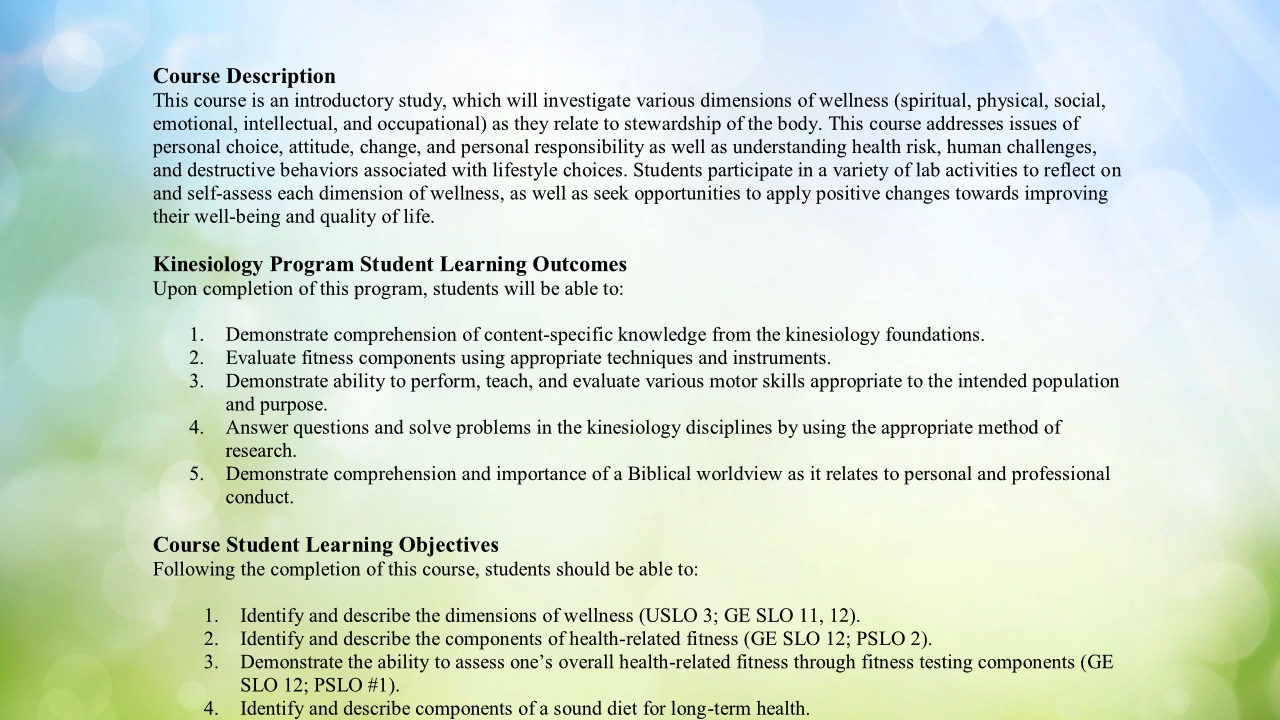 Course Description
This course is an introductory study, which will investigate various dimensions of wellness (spiritual, physical, social,
emotional, intellectual, and occupational) as they relate to stewardship of the body. This course addresses issues of
personal choice, attitude, change, and personal responsibility as well as understanding health risk, human challenges,
and destructive behaviors associated with lifestyle choices. Students participate in a variety of lab activities to reflect on
and self-assess each dimension of wellness, as well as seek opportunities to apply positive changes towards improving
their well-being and quality of life.
Kinesiology Program Student Learning Outcomes
Upon completion of this program, students will be able to:
1. Demonstrate comprehension of content-specific knowledge from the kinesiology foundations.
2. Evaluate fitness components using appropriate techniques and instruments.
3. Demonstrate ability to perform, teach, and evaluate various motor skills appropriate to the intended population
and purpose.
4. Answer questions and solve problems in the kinesiology disciplines by using the appropriate method of
research.
5. Demonstrate comprehension and importance of a Biblical worldview as it relates to personal and professional
conduct.
Course Student Learning Objectives
Following the completion of this course, students should be able to:
1. Identify and describe the dimensions of wellness (USLO 3; GE SLO 11, 12).
2. Identify and describe the components of health-related fitness (GE SLO 12; PSLO 2).
3. Demonstrate the ability to assess one’s overall health-related fitness through fitness testing components (GE
SLO 12; PSLO #1).
4. Identify and describe components of a sound diet for long-term health.